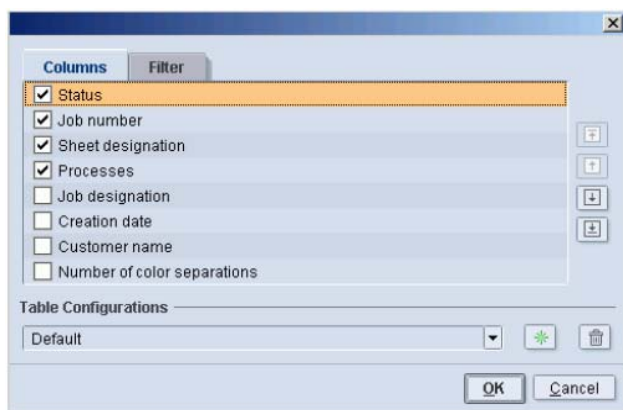 Columns Filter
Status
Job number
Sheet designation
Processes
Job designation
Creation date
Customer name
Number of color separations
Table Configurations
Default
OK Cancel